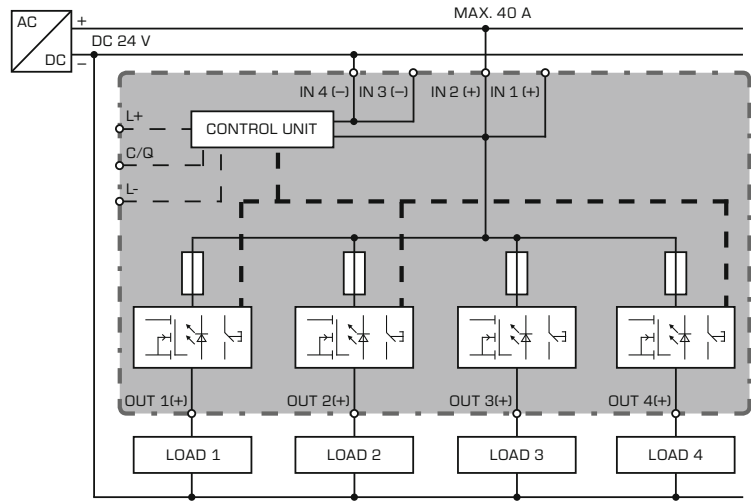 AC
+
MAX. 40 A
DC 24 V
DC
–
IN 4 (–) IN 3 (–) IN 2 (+) IN 1 (+)
L+
CONTROL UNIT
C/Q
L-
OUT 1(+) OUT 2(+) OUT 3(+) OUT 4(+)
LOAD 1 LOAD 2 LOAD 3 LOAD 4